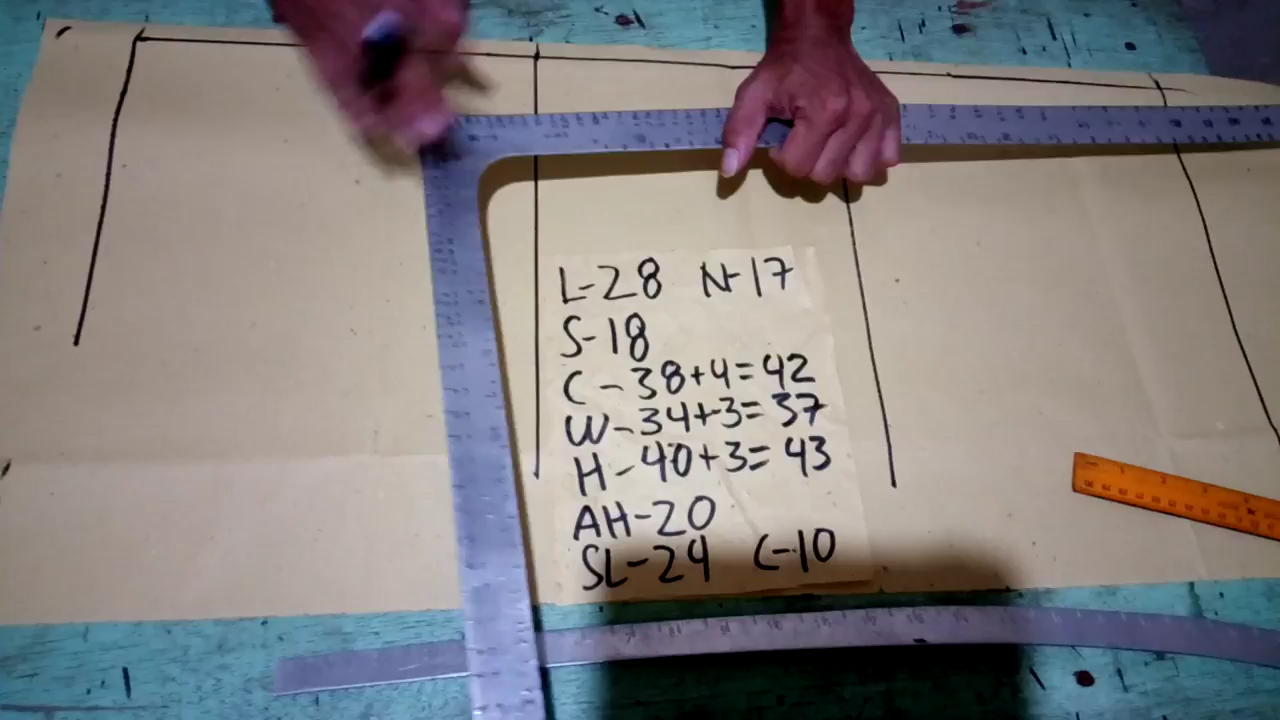 L-28 N-17
S-18
C-38+4=42
W-34+3=37
H-40+3=43
AH-20
SL-24 C-10